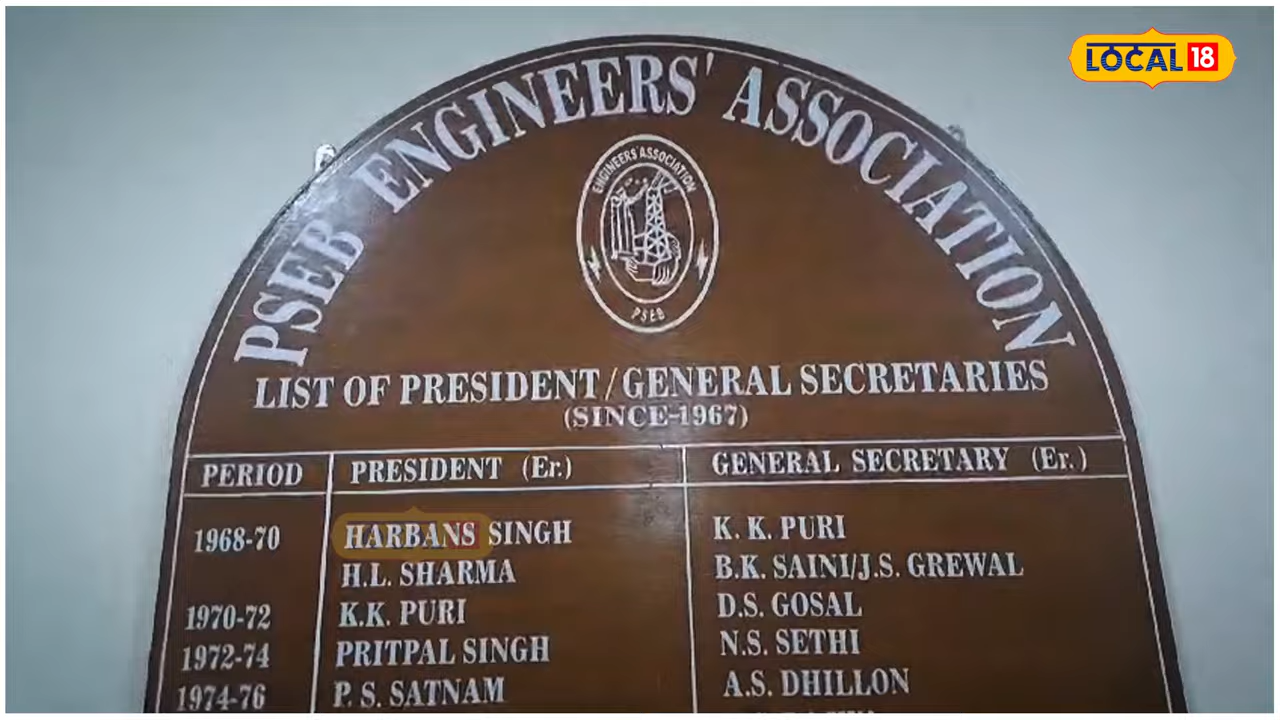 LOCAL 18
PSEB ENGINEERS' ASSOCIATION
ENGINEERS' ASSOCIATION
PSEB
LIST OF PRESIDENT/GENERAL SECRETARIES
(SINCE-1967)
PERIOD PRESIDENT (Er.) GENERAL SECRETARY (Er.)
1968-70 HARBANS SINGH K. K. PURI
H.L. SHARMA B.K. SAINI/J.S. GREWAL
1970-72 K.K. PURI D.S. GOSAL
1972-74 PRITPAL SINGH N.S. SETHI
1974-76 P. S. SATNAM A.S. DHILLON